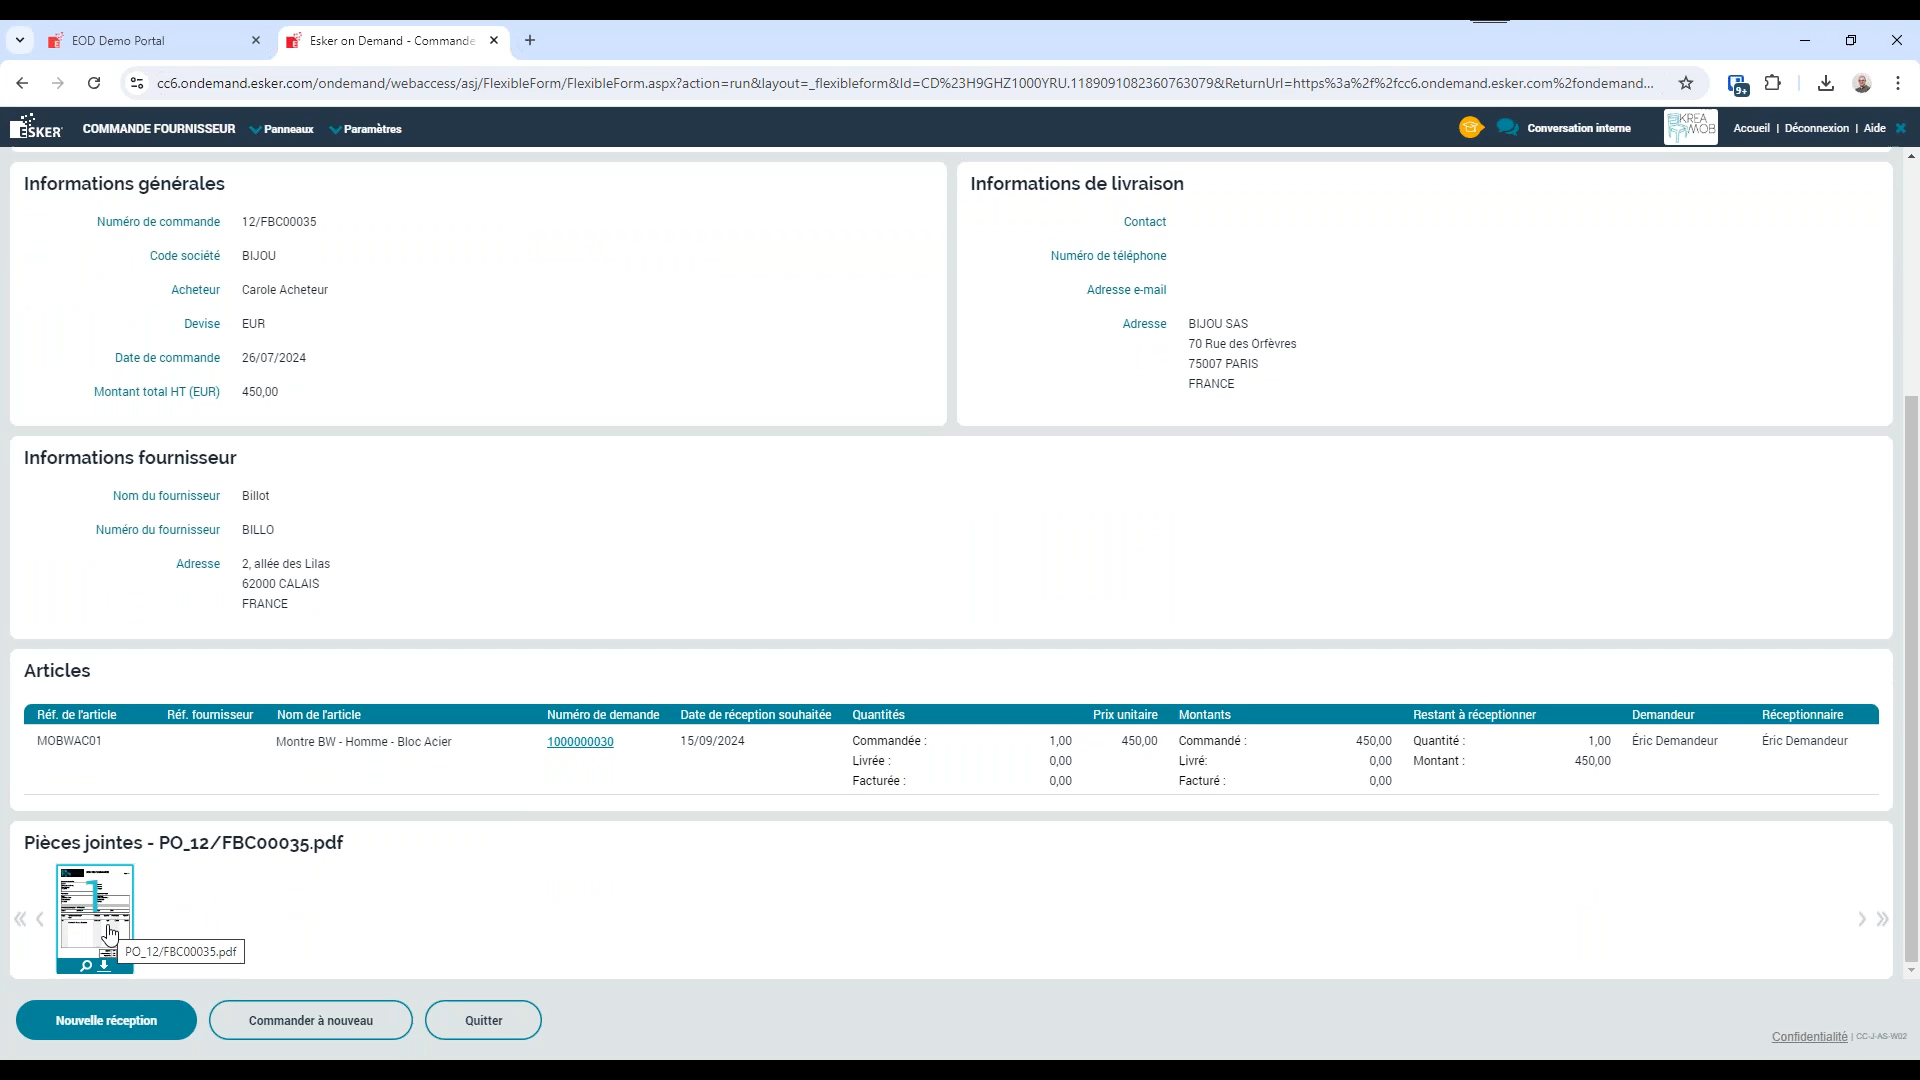 EOD Demo Portal
Esker on Demand - Commande
cc6.ondemand.esker.com/ondemand/webaccess/asj/FlexibleForm/FlexibleForm.aspx?action=run&layout=_flexibleform&Id=CD%23H9GHZ1000YRU.1189091082360763079&ReturnUrl=https%3a%2f%2fcc6.ondemand.esker.com%2fondemand...
9+
ESKER COMMANDE FOURNISSEUR Panneaux Paramètres
Conversation interne
KREA MOB
Accueil | Déconnexion | Aide
Informations générales
Numéro de commande 12/FBC00035
Code société BIJOU
Acheteur Carole Acheteur
Devise EUR
Date de commande 26/07/2024
Montant total HT (EUR) 450,00
Informations de livraison
Contact
Numéro de téléphone
Adresse e-mail
Adresse BIJOU SAS
70 Rue des Orfèvres
75007 PARIS
FRANCE
Informations fournisseur
Nom du fournisseur Billot
Numéro du fournisseur BILLO
Adresse 2, allée des Lilas
62000 CALAIS
FRANCE
Articles
Réf. de l'article Réf. fournisseur Nom de l'article Numéro de demande Date de réception souhaitée Quantités Prix unitaire Montants Restant à réceptionner Demandeur Réceptionnaire
MOBWAC01 Montre BW - Homme - Bloc Acier 1000000030 15/09/2024 Commandée : 1,00 450,00 Commandé : 450,00 Quantité : 1,00 Éric Demandeur Éric Demandeur
Livrée : 0,00 Livré: 0,00 Montant : 450,00
Facturée : 0,00 Facturé : 0,00
Pièces jointes - PO_12/FBC00035.pdf
1
PO_12/FBC00035.pdf
Nouvelle réception
Commander à nouveau
Quitter
Confidentialité | CC-J-AS-W02